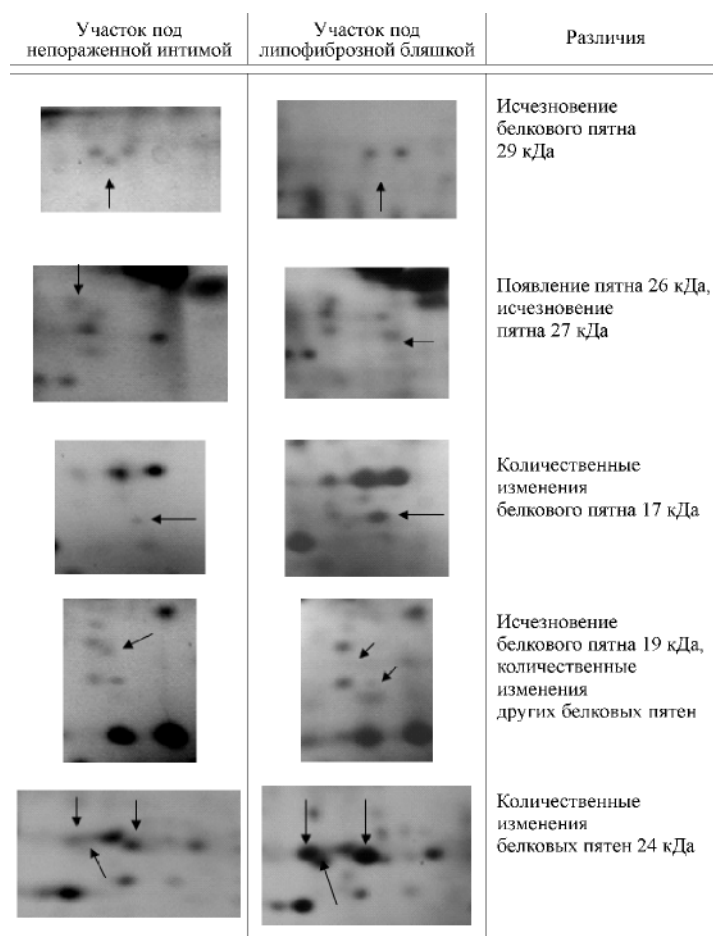 Участок под
непораженной интимой
Участок под
липофиброзной бляшкой
Различия
Исчезновение
белкового пятна
29 кДа
Появление пятна 26 кДа,
исчезновение
пятна 27 кДа
Количественные
изменения
белкового пятна 17 кДа
Исчезновение
белкового пятна 19 кДа,
количественные
изменения
других белковых пятен
Количественные
изменения
белковых пятен 24 кДа